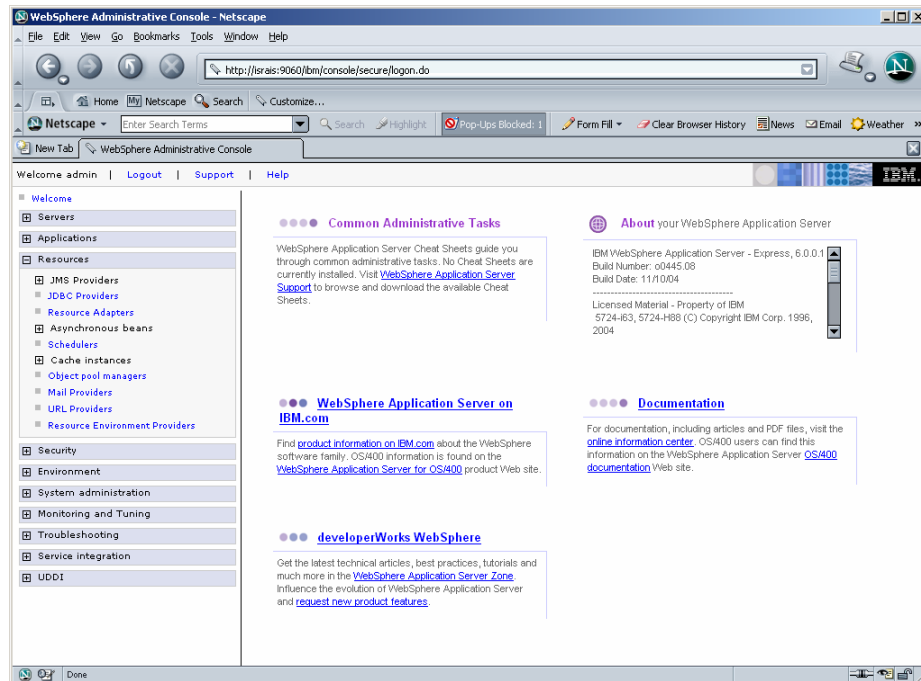 WebSphere Administrative Console - Netscape
File Edit View Go Bookmarks Tools Window Help
http://israis:9060/ibm/console/secure/logon.do
Home My Netscape Search Customize...
Netscape Enter Search Terms Search Highlight Pop-Ups Blocked: 1 Form Fill Clear Browser History News Email Weather »
New Tab WebSphere Administrative Console
Welcome admin | Logout | Support | Help IBM.
Welcome
Servers
Applications
Resources
JMS Providers
JDBC Providers
Resource Adapters
Asynchronous beans
Schedulers
Cache instances
Object pool managers
Mail Providers
URL Providers
Resource Environment Providers
Security
Environment
System administration
Monitoring and Tuning
Troubleshooting
Service integration
UDDI
Common Administrative Tasks
WebSphere Application Server Cheat Sheets guide you
through common administrative tasks. No Cheat Sheets are
currently installed. Visit WebSphere Application Server
Support to browse and download the available Cheat
Sheets.
About your WebSphere Application Server
IBM WebSphere Application Server - Express, 6.0.0.1
Build Number: o0445.08
Build Date: 11/10/04
----------------------------------------
Licensed Material - Property of IBM
5724-i63, 5724-H88 (C) Copyright IBM Corp. 1996,
2004
WebSphere Application Server on
IBM.com
Find product information on IBM.com about the WebSphere
software family. OS/400 information is found on the
WebSphere Application Server for OS/400 product Web site.
Documentation
For documentation, including articles and PDF files, visit the
online information center. OS/400 users can find this
information on the WebSphere Application Server OS/400
documentation Web site.
developerWorks WebSphere
Get the latest technical articles, best practices, tutorials and
much more in the WebSphere Application Server Zone.
Influence the evolution of WebSphere Application Server
and request new product features.
Done